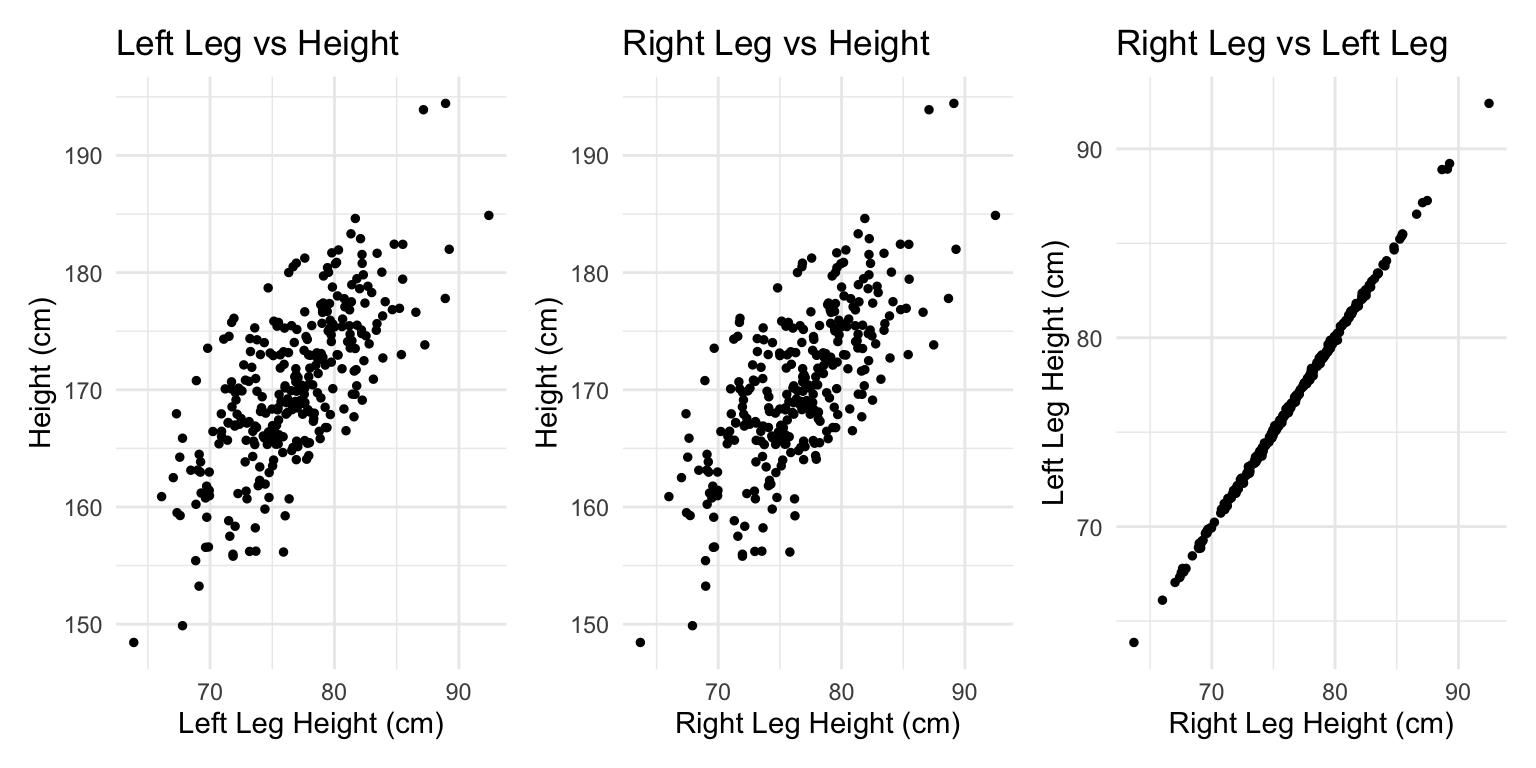 Left Leg vs Height
Height (cm)
190
180
170
160
150
70 80 90
Left Leg Height (cm)
Right Leg vs Height
Height (cm)
190
180
170
160
150
70 80 90
Right Leg Height (cm)
Right Leg vs Left Leg
Left Leg Height (cm)
90
80
70
70 80 90
Right Leg Height (cm)